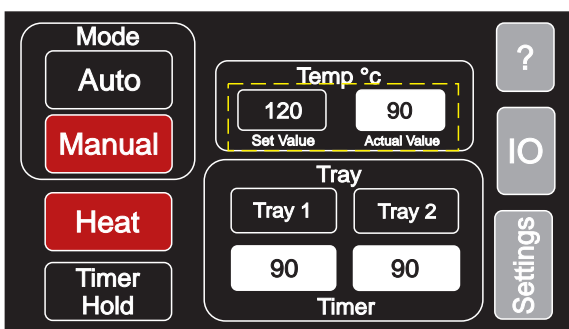 Mode
Auto
Manual
Heat
Timer
Hold
Temp °c
120
90
Set Value
Actual Value
Tray
Tray 1
Tray 2
90
90
Timer
?
IO
Settings